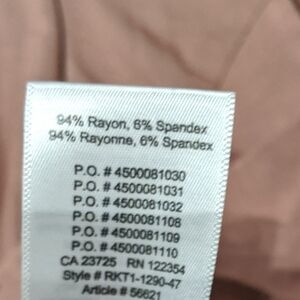 94% Rayon, 6% Spandex
94% Rayonne, 6% Spandex
P.O. # 4500081030
P.O. # 4500081031
P.O. # 4500081032
P.O. # 4500081108
P.O. # 4500081109
P.O. # 4500081110
CA 23725 RN 122354
Style # RKT1-1290-47
Article # 56621